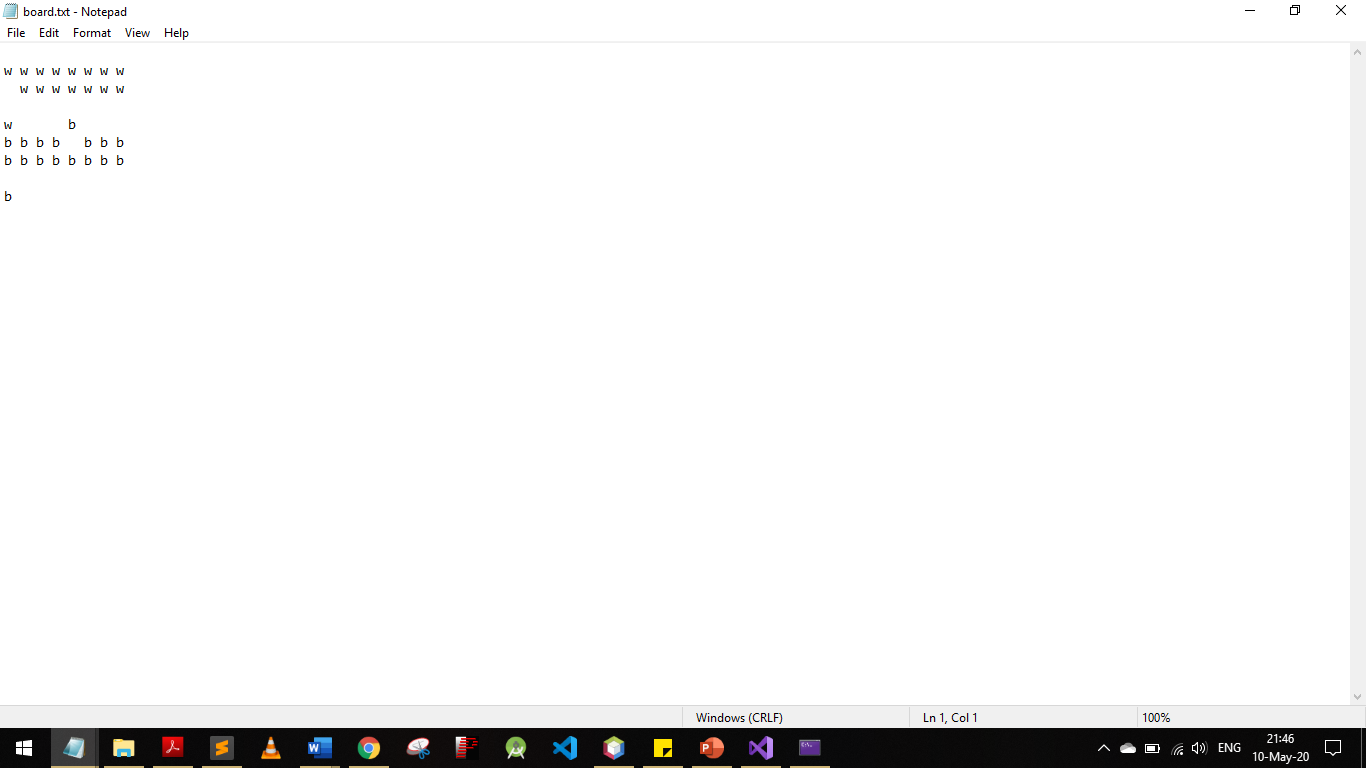 board.txt - Notepad
File Edit Format View Help
w w w w w w w w
  w w w w w w w
w       b
b b b b   b b b
b b b b b b b b
b
Windows (CRLF) Ln 1, Col 1 100%
ENG 21:46
10-May-20